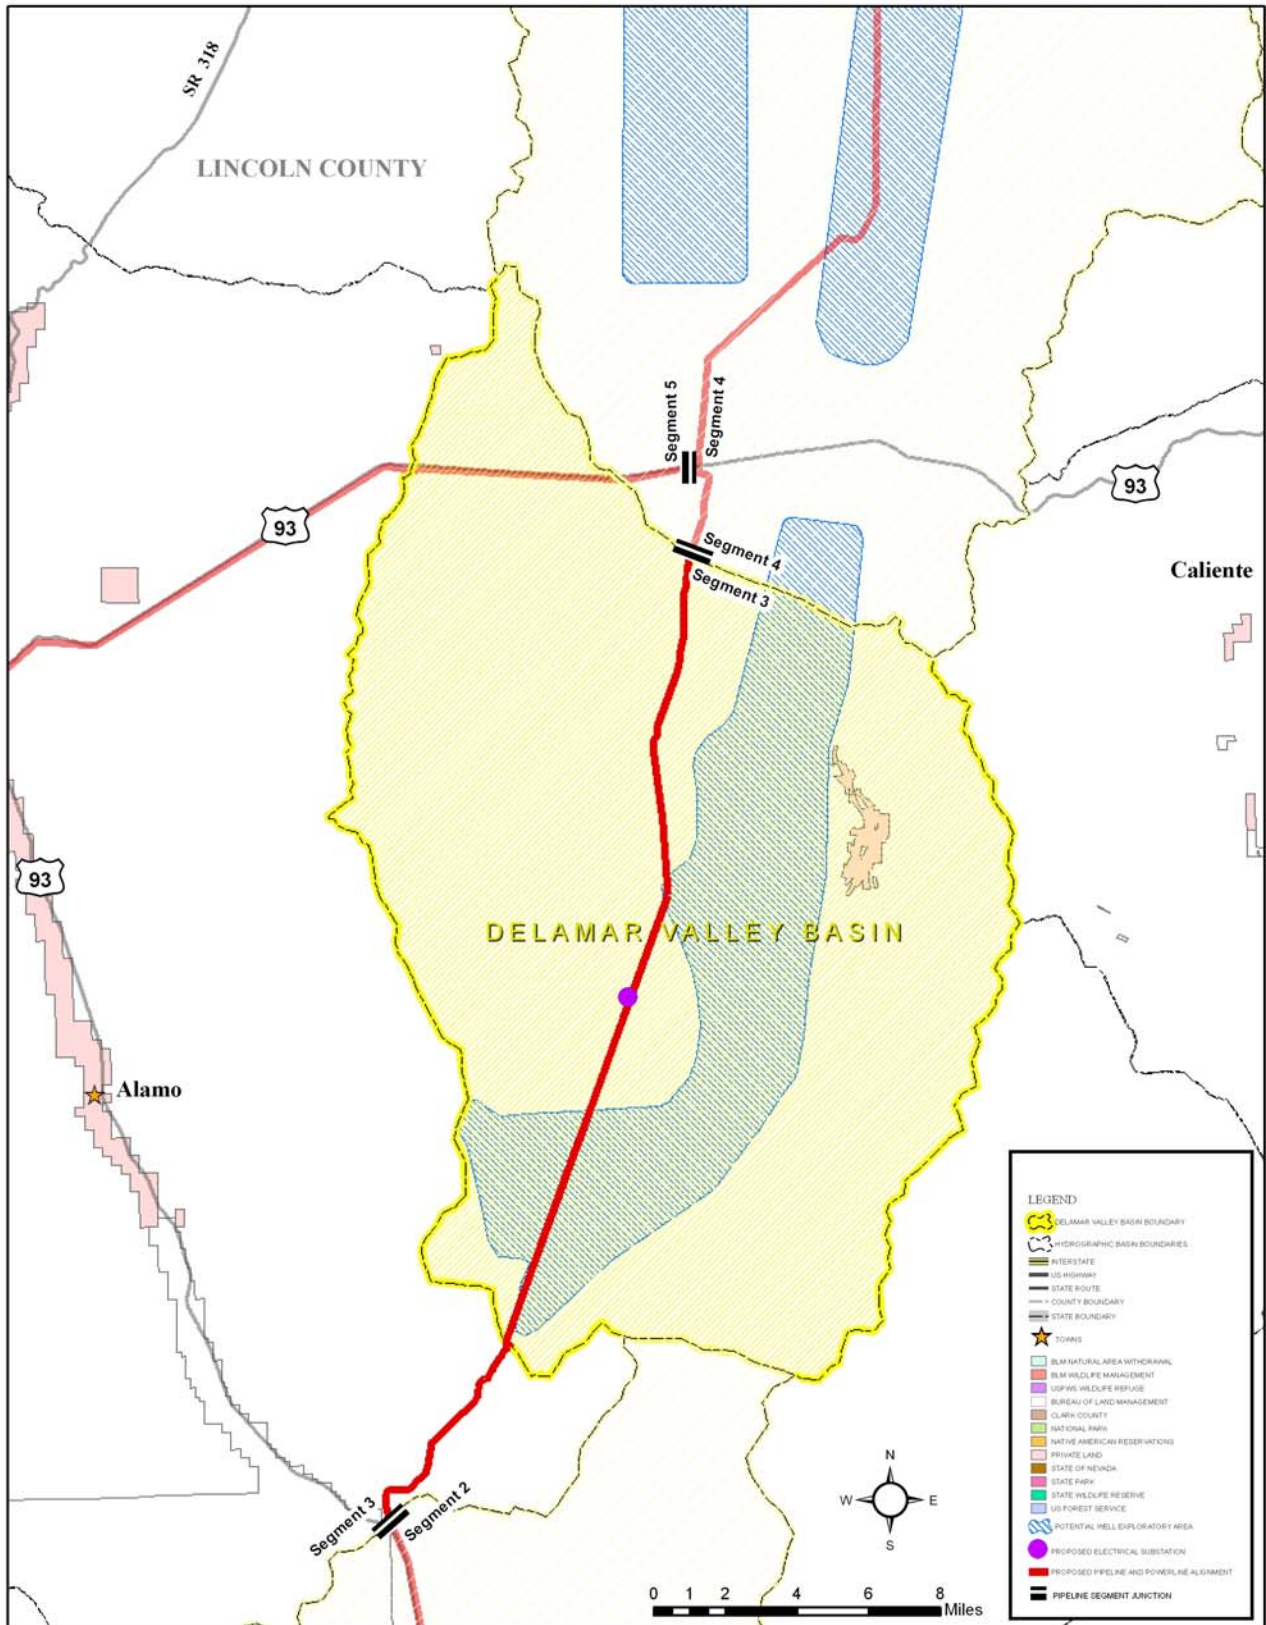 SR 318
LINCOLN COUNTY
Segment 5
Segment 4
93
93
Segment 4
Segment 3
Caliente
93
DELAMAR VALLEY BASIN
Alamo
Segment 3
Segment 2
N
W
E
S
0 1 2 4 6 8
Miles
LEGEND
DELAMAR VALLEY BASIN BOUNDARY
HYDROGRAPHIC BASIN BOUNDARIES
INTERSTATE
US HIGHWAY
STATE ROUTE
COUNTY BOUNDARY
STATE BOUNDARY
TOWNS
BLM NATURAL AREA WITHDRAWAL
BLM WILDLIFE MANAGEMENT
USFWS WILDLIFE REFUGE
BUREAU OF LAND MANAGEMENT
CLARK COUNTY
NATIONAL PARK
NATIVE AMERICAN RESERVATIONS
PRIVATE LAND
STATE OF NEVADA
STATE PARK
STATE WILDLIFE RESERVE
US FOREST SERVICE
POTENTIAL WELL EXPLORATORY AREA
PROPOSED ELECTRICAL SUBSTATION
PROPOSED PIPELINE AND POWERLINE ALIGNMENT
PIPELINE SEGMENT JUNCTION